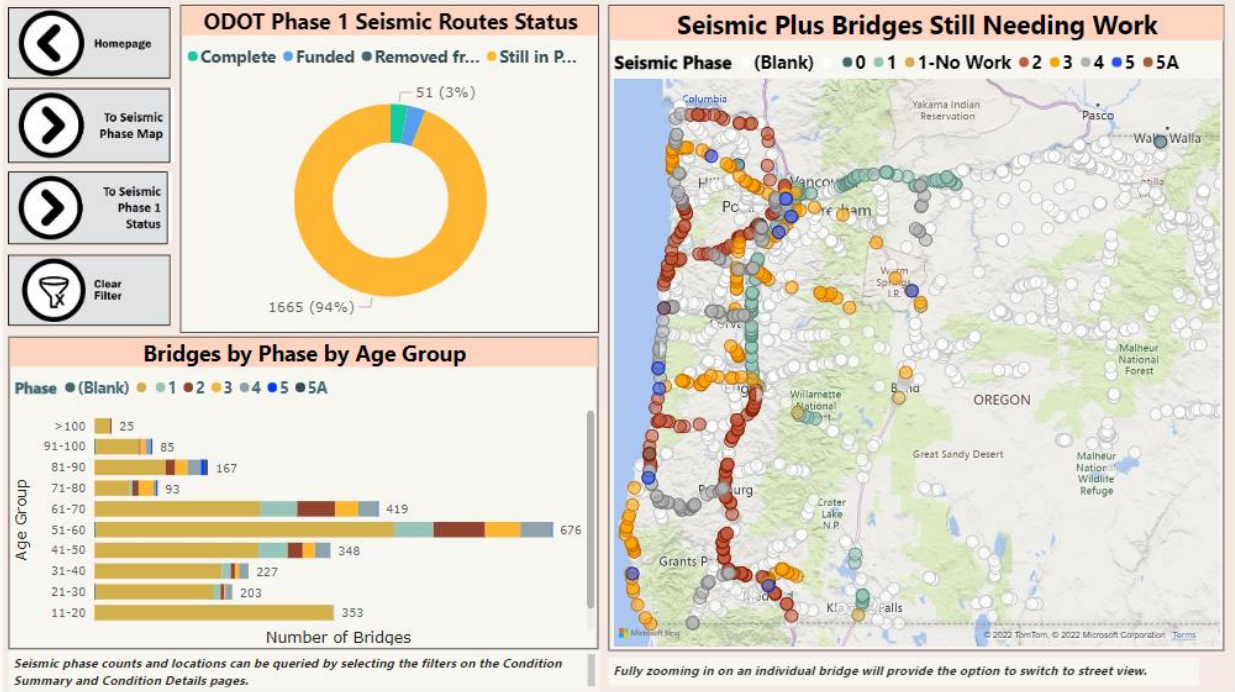 Homepage
To Seismic
Phase Map
To Seismic
Phase 1
Status
Clear
Filter
ODOT Phase 1 Seismic Routes Status
Complete Funded Removed fr... Still in P...
51 (3%)
1665 (94%)
Bridges by Phase by Age Group
Phase (Blank) 1 2 3 4 5 5A
Age Group
>100 25
91-100 85
81-90 167
71-80 93
61-70 419
51-60 676
41-50 348
31-40 227
21-30 203
11-20 353
Number of Bridges
Seismic phase counts and locations can be queried by selecting the filters on the Condition
Summary and Condition Details pages.
Seismic Plus Bridges Still Needing Work
Seismic Phase (Blank) 0 1 1-No Work 2 3 4 5 5A
Columbia
Yakama Indian
Reservation
Pasco
Walla Walla
OREGON
Malheur
National
Forest
Willamette
National
Great Sandy Desert
Malheur
National
Wildlife
Refuge
Crater
Lake
N.P.
Grants P
Falls
Microsoft Bing
© 2022 TomTom, © 2022 Microsoft Corporation Terms
Fully zooming in on an individual bridge will provide the option to switch to street view.